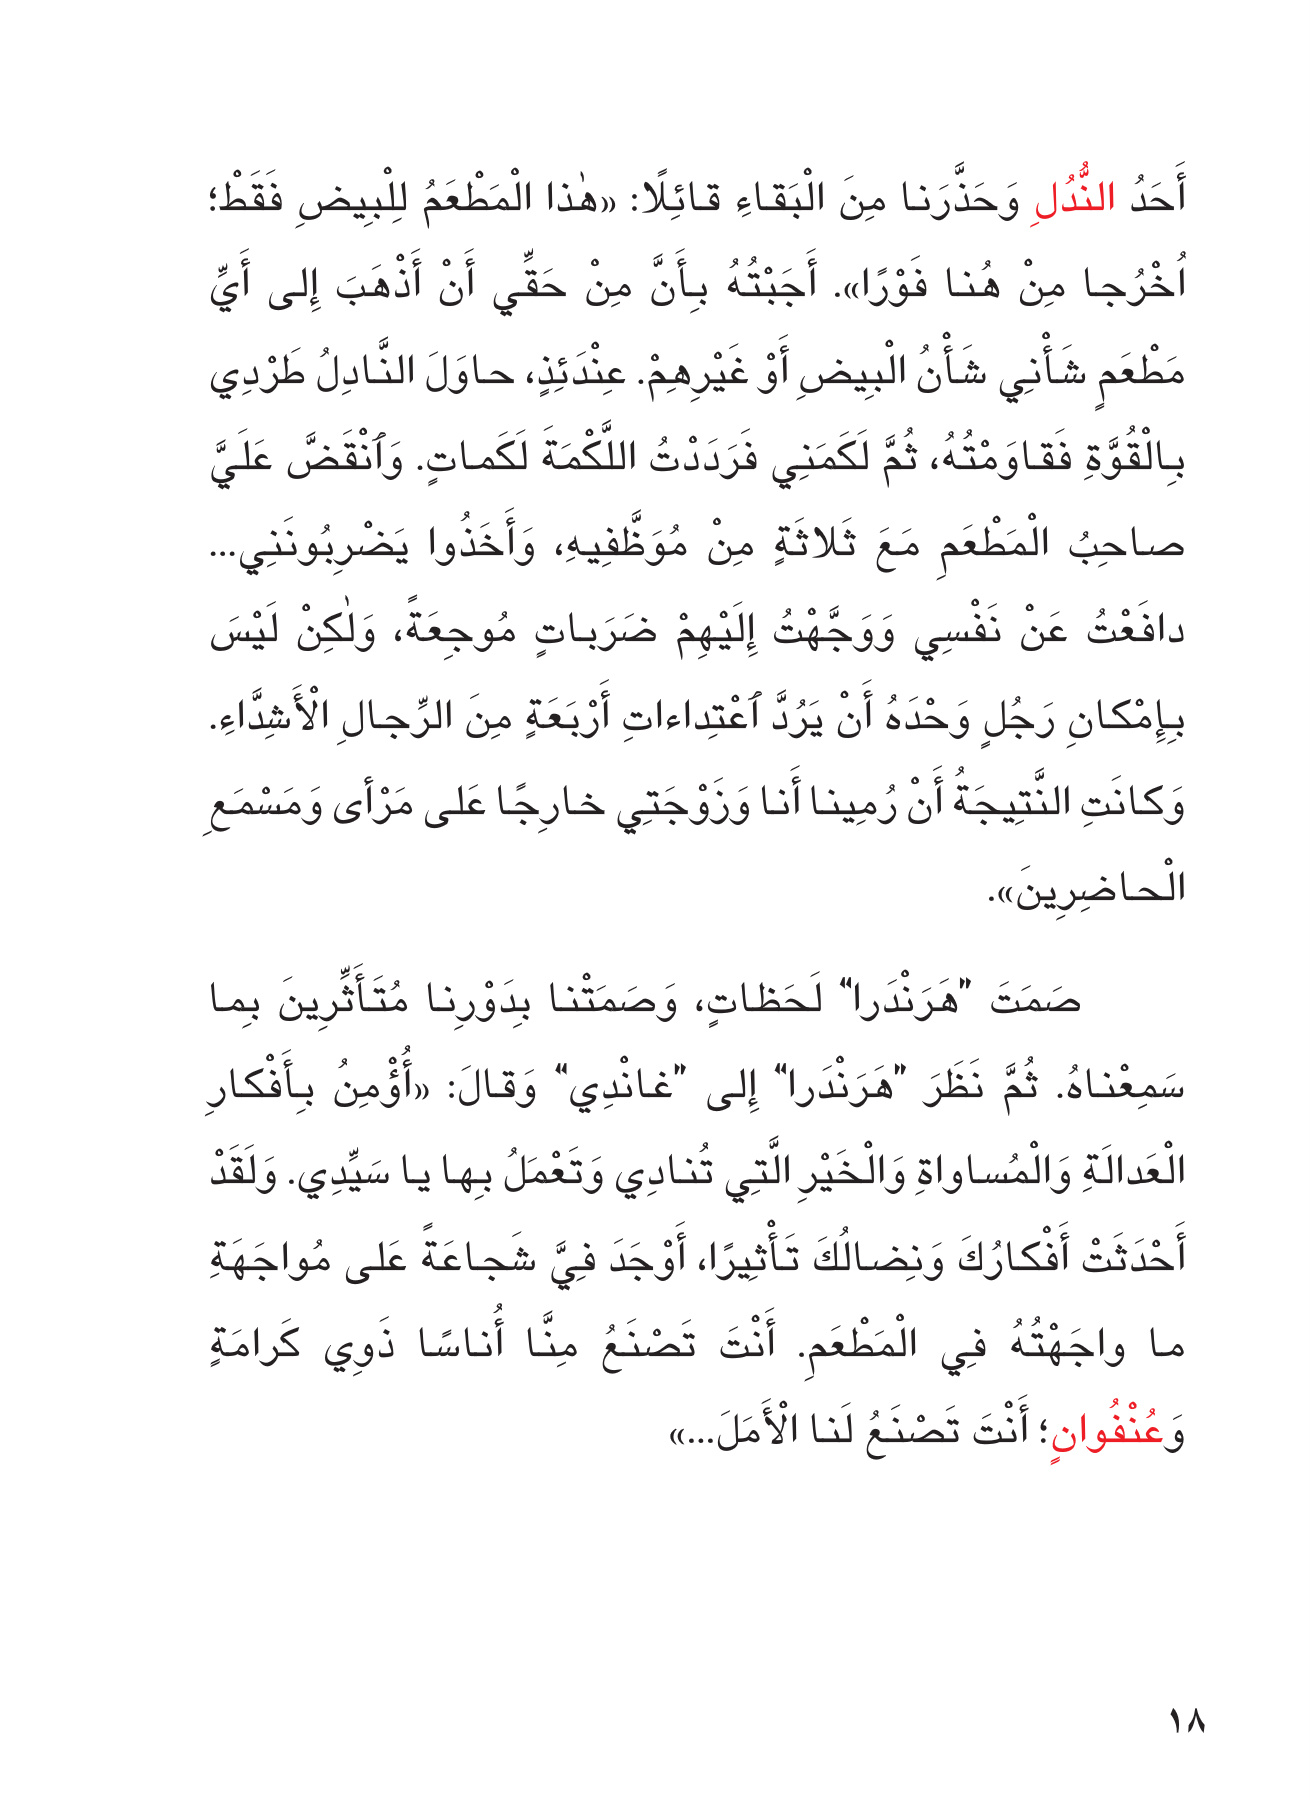 أَحَدُ النُّدُلِ وَحَذَّرَنا مِنَ الْبَقاءِ قائِلًا: «هٰذا الْمَطْعَمُ لِلْبِيضِ فَقَطْ؛
اُخْرُجا مِنْ هُنا فَوْرًا». أَجَبْتُهُ بِأَنَّ مِنْ حَقِّي أَنْ أَذْهَبَ إِلى أَيِّ
مَطْعَمٍ شَأْنِي شَأْنُ الْبِيضِ أَوْ غَيْرِهِمْ. عِنْدَئِذٍ، حاوَلَ النَّادِلُ طَرْدِي
بِالْقُوَّةِ فَقاوَمْتُهُ، ثُمَّ لَكَمَنِي فَرَدَدْتُ اللَّكْمَةَ لَكَماتٍ. وَٱنْقَضَّ عَلَيَّ
صاحِبُ الْمَطْعَمِ مَعَ ثَلاثَةٍ مِنْ مُوَظَّفِيهِ، وَأَخَذُوا يَضْرِبُونَنِي...
دافَعْتُ عَنْ نَفْسِي وَوَجَّهْتُ إِلَيْهِمْ ضَرَباتٍ مُوجِعَةً، وَلٰكِنْ لَيْسَ
بِإِمْكانِ رَجُلٍ وَحْدَهُ أَنْ يَرُدَّ ٱعْتِداءاتِ أَرْبَعَةٍ مِنَ الرِّجالِ الْأَشِدَّاءِ.
وَكانَتِ النَّتِيجَةُ أَنْ رُمِينا أَنا وَزَوْجَتِي خارِجًا عَلى مَرْأى وَمَسْمَعِ
الْحاضِرِينَ».
صَمَتَ "هَرَنْدَرا" لَحَظاتٍ، وَصَمَتْنا بِدَوْرِنا مُتَأَثِّرِينَ بِما
سَمِعْناهُ. ثُمَّ نَظَرَ "هَرَنْدَرا" إِلى "غانْدِي" وَقالَ: «أُؤْمِنُ بِأَفْكارِ
الْعَدالَةِ وَالْمُساواةِ وَالْخَيْرِ الَّتِي تُنادِي وَتَعْمَلُ بِها يا سَيِّدِي. وَلَقَدْ
أَحْدَثَتْ أَفْكارُكَ وَنِضالُكَ تَأْثِيرًا، أَوْجَدَ فِيَّ شَجاعَةً عَلى مُواجَهَةِ
ما واجَهْتُهُ فِي الْمَطْعَمِ. أَنْتَ تَصْنَعُ مِنَّا أُناسًا ذَوِي كَرامَةٍ
وَعُنْفُوانٍ؛ أَنْتَ تَصْنَعُ لَنا الْأَمَلَ...»
١٨